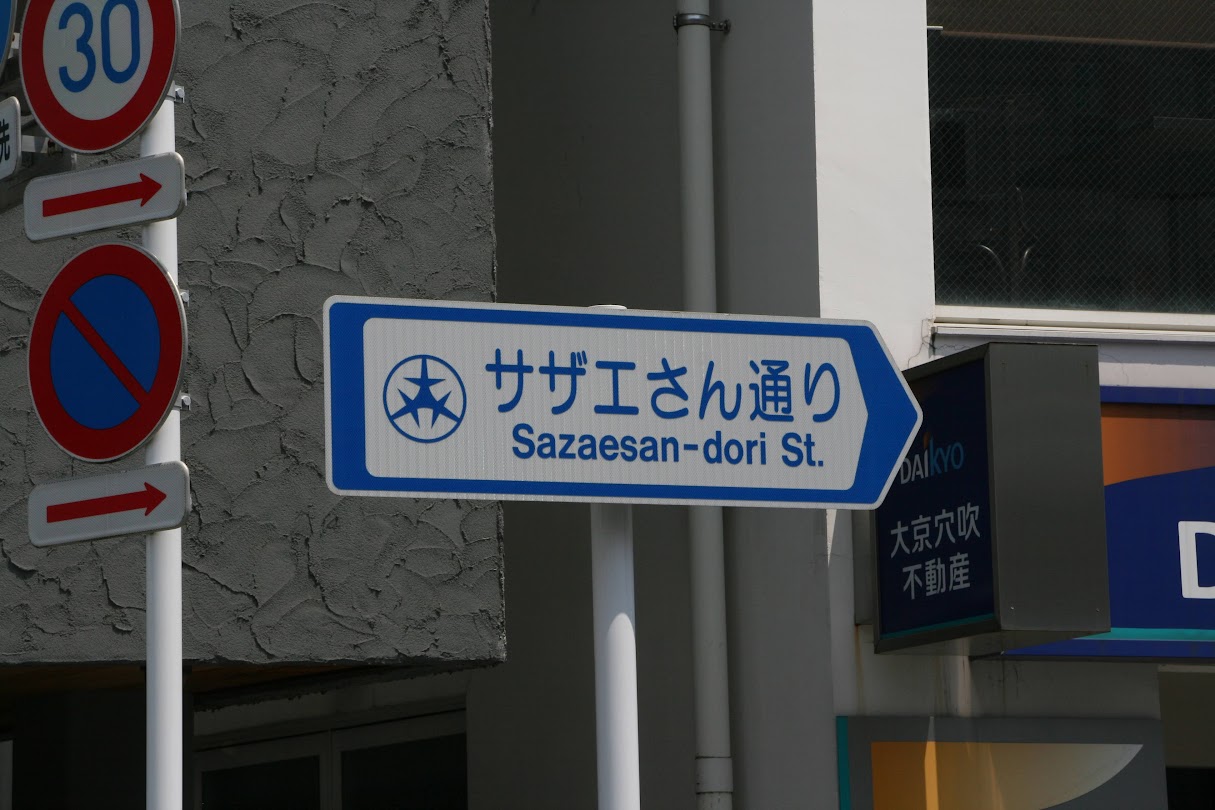 30
洗
サザエさん通り
Sazaesan-dori St.
DAIKYO
大京穴吹
不動産
D